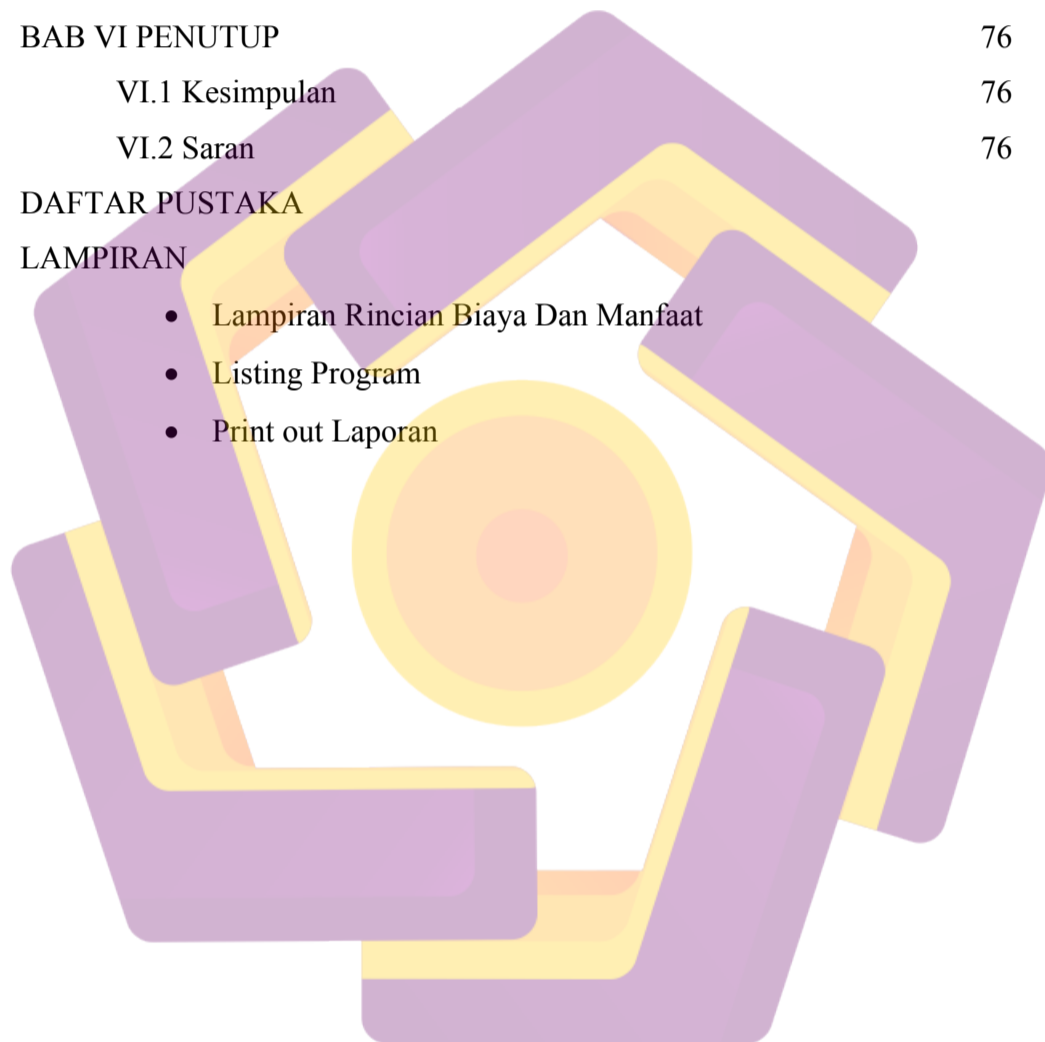 BAB VI PENUTUP 76
VI.1 Kesimpulan 76
VI.2 Saran 76
DAFTAR PUSTAKA
LAMPIRAN
• Lampiran Rincian Biaya Dan Manfaat
• Listing Program
• Print out Laporan